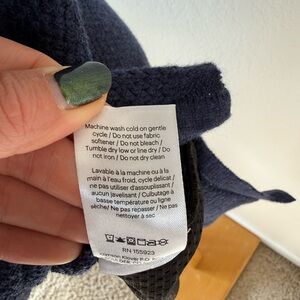 Machine wash cold on gentle
cycle / Do not use fabric
softener / Do not bleach /
Tumble dry low or line dry / Do
not iron / Do not dry clean
Lavable à la machine ou à la
main à l'eau froid, cycle délicat /
ne pas utiliser d'assouplissant /
aucun javellisant / Culbutage à
basse température ou ligne
sèche/ Ne pas repasser / Ne pas
nettoyer à sec
RN 155923